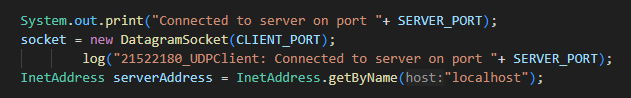 System.out.print("Connected to server on port "+ SERVER_PORT);
socket = new DatagramSocket(CLIENT_PORT);
log("21522180_UDPClient: Connected to server on port "+ SERVER_PORT);
InetAddress serverAddress = InetAddress.getByName(host:"localhost");